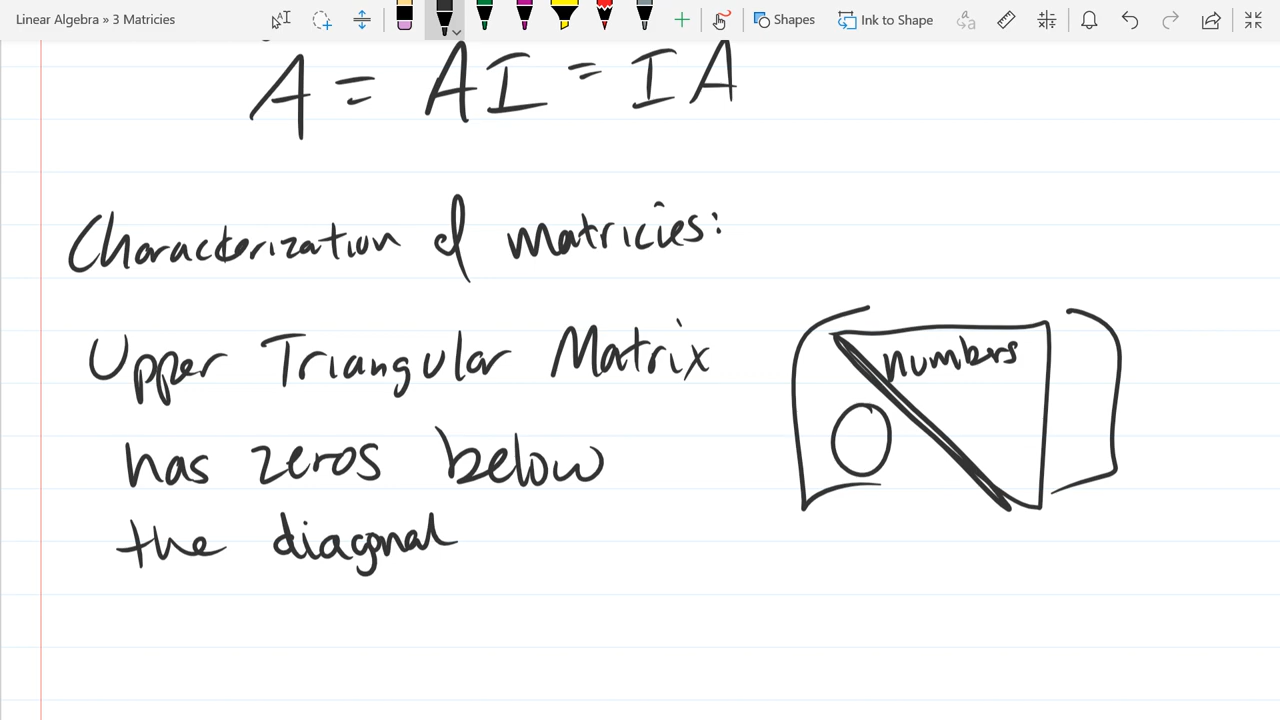 Linear Algebra » 3 Matricies
Shapes
Ink to Shape
A = AI = IA
Characterization of matricies:
Upper Triangular Matrix
has zeros below
the diagonal
numbers
0